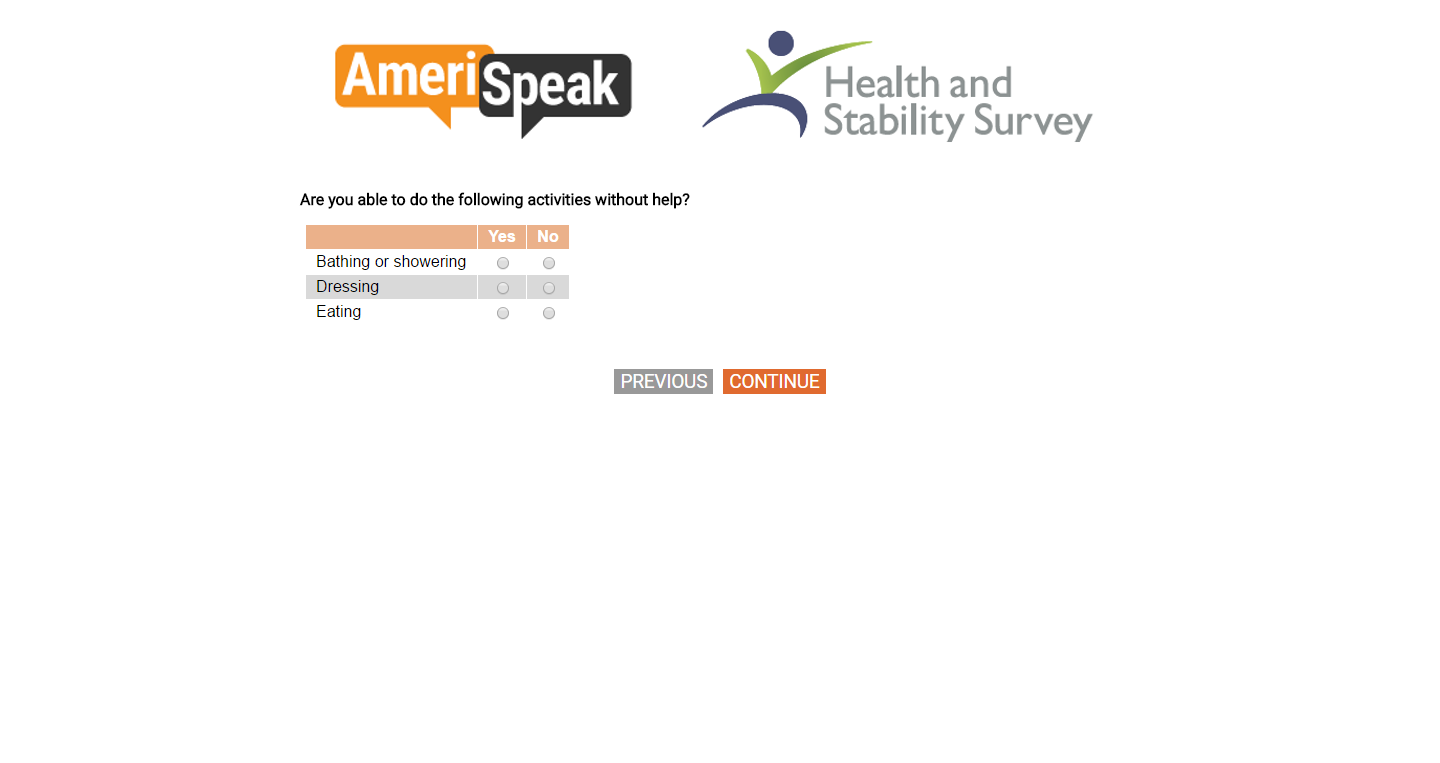 AmeriSpeak
Health and
Stability Survey
Are you able to do the following activities without help?
Yes No
Bathing or showering
Dressing
Eating
PREVIOUS CONTINUE